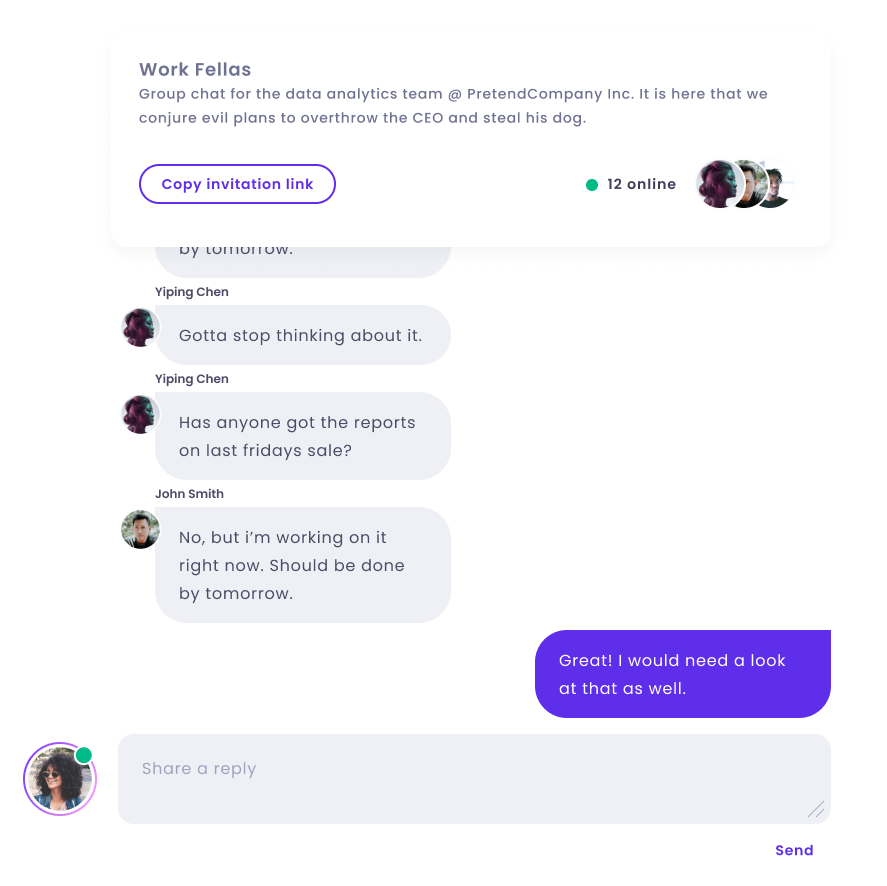 Work Fellas
Group chat for the data analytics team @ PretendCompany Inc. It is here that we
conjure evil plans to overthrow the CEO and steal his dog.
Copy invitation link
12 online
by tomorrow.
Yiping Chen
Gotta stop thinking about it.
Yiping Chen
Has anyone got the reports
on last fridays sale?
John Smith
No, but i’m working on it
right now. Should be done
by tomorrow.
Great! I would need a look
at that as well.
Share a reply
Send